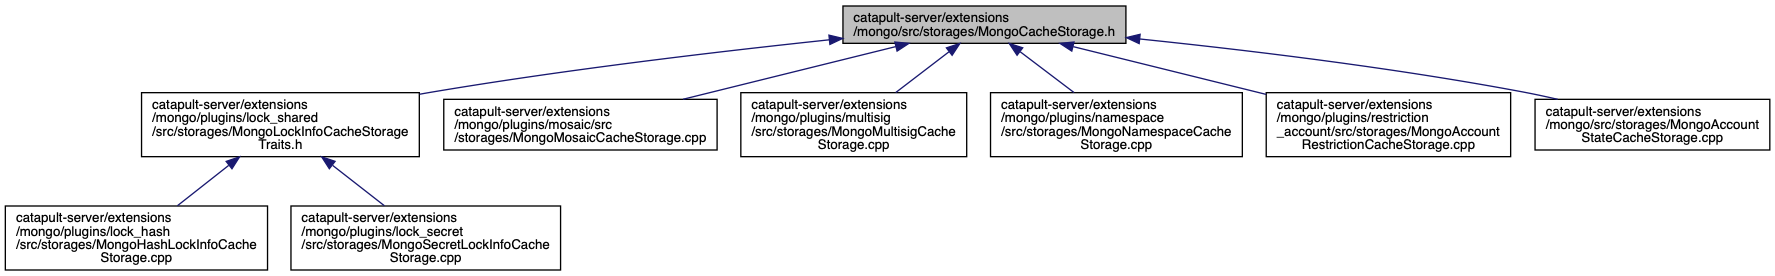 catapult-server/extensions
/mongo/src/storages/MongoCacheStorage.h
catapult-server/extensions
/mongo/plugins/lock_shared
/src/storages/MongoLockInfoCacheStorage
Traits.h
catapult-server/extensions
/mongo/plugins/mosaic/src
/storages/MongoMosaicCacheStorage.cpp
catapult-server/extensions
/mongo/plugins/multisig
/src/storages/MongoMultisigCache
Storage.cpp
catapult-server/extensions
/mongo/plugins/namespace
/src/storages/MongoNamespaceCache
Storage.cpp
catapult-server/extensions
/mongo/plugins/restriction
_account/src/storages/MongoAccount
RestrictionCacheStorage.cpp
catapult-server/extensions
/mongo/src/storages/MongoAccount
StateCacheStorage.cpp
catapult-server/extensions
/mongo/plugins/lock_hash
/src/storages/MongoHashLockInfoCache
Storage.cpp
catapult-server/extensions
/mongo/plugins/lock_secret
/src/storages/MongoSecretLockInfoCache
Storage.cpp